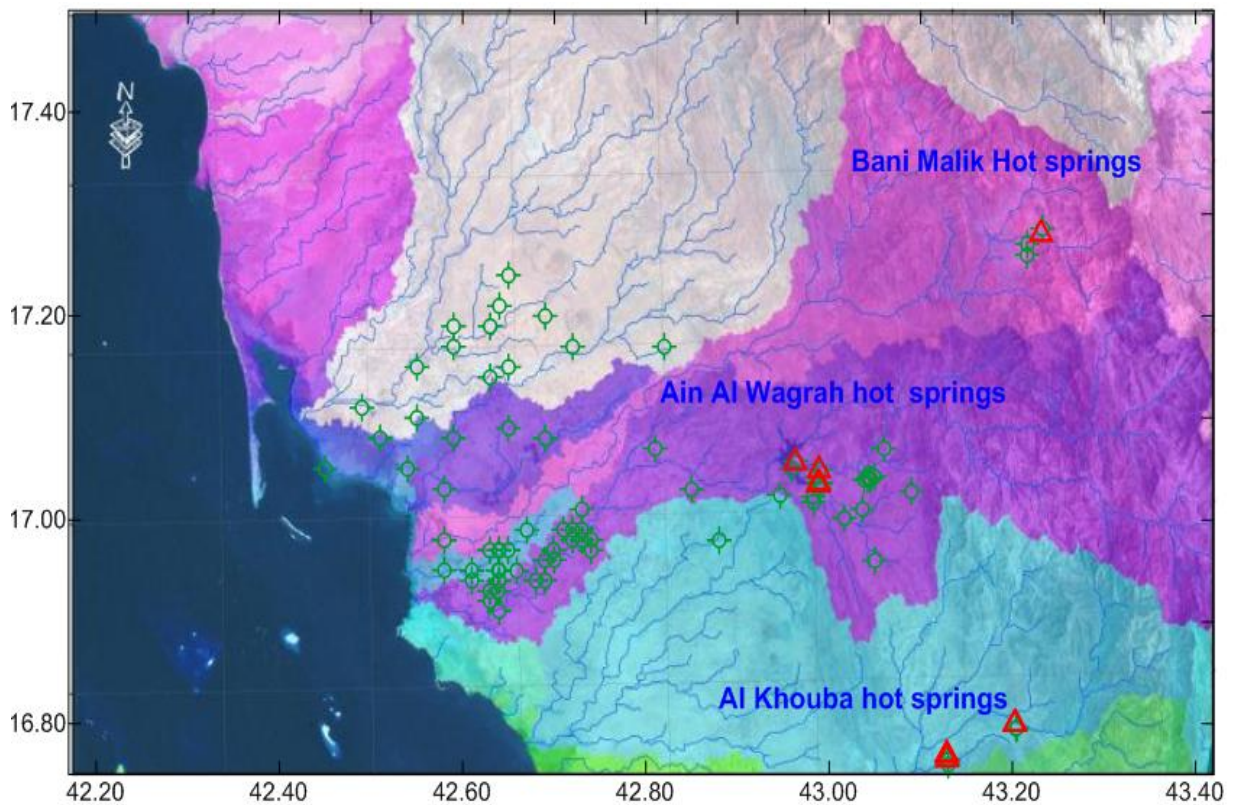 N
17.40
Bani Malik Hot springs
17.20
Ain Al Wagrah hot springs
17.00
Al Khouba hot springs
16.80
42.20 42.40 42.60 42.80 43.00 43.20 43.40